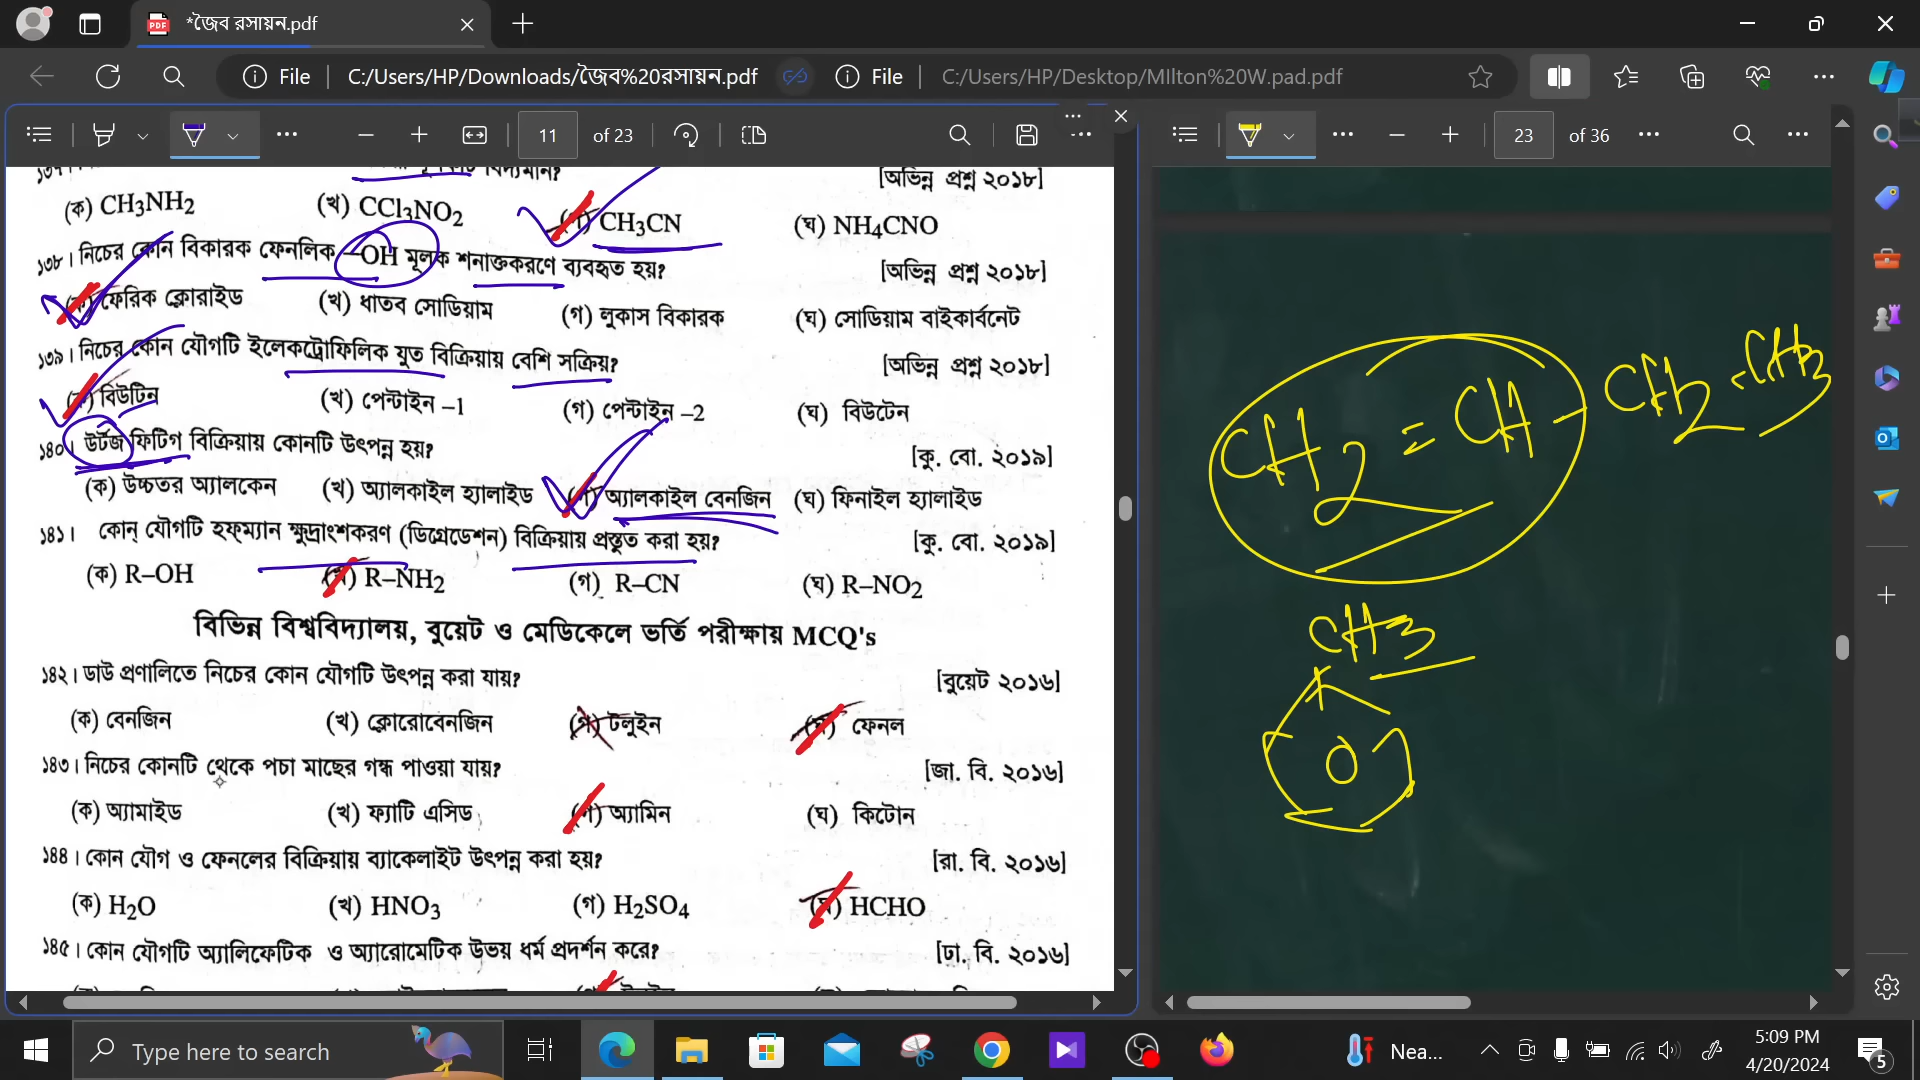 *জৈব রসায়ন.pdf
File C:/Users/HP/Downloads/জৈব%20রসায়ন.pdf File C:/Users/HP/Desktop/MIlton%20W.pad.pdf
11 of 23 23 of 36
১৩৭। বিদ্যমান? [অভিন্ন প্রশ্ন ২০১৮]
(ক) CH3NH2 (খ) CCl3NO2 (গ) CH3CN (ঘ) NH4CNO
১৩৮। নিচের কোন বিকারক ফেনলিক –OH মূলক শনাক্তকরণে ব্যবহৃত হয়? [অভিন্ন প্রশ্ন ২০১৮]
(ক) ফেরিক ক্লোরাইড (খ) ধাতব সোডিয়াম (গ) লুকাস বিকারক (ঘ) সোডিয়াম বাইকার্বনেট
১৩৯। নিচের কোন যৌগটি ইলেকট্রোফিলিক যুত বিক্রিয়ায় বেশি সক্রিয়? [অভিন্ন প্রশ্ন ২০১৮]
(ক) বিউটিন (খ) পেন্টাইন –1 (গ) পেন্টাইন –2 (ঘ) বিউটেন
১৪০। উর্টজ ফিটিগ বিক্রিয়ায় কোনটি উৎপন্ন হয়? [কু. বো. ২০১৯]
(ক) উচ্চতর অ্যালকেন (খ) অ্যালকাইল হ্যালাইড (গ) অ্যালকাইল বেনজিন (ঘ) ফিনাইল হ্যালাইড
১৪১। কোন্ যৌগটি হফ্‌ম্যান ক্ষুদ্রাংশকরণ (ডিগ্রেডেশন) বিক্রিয়ায় প্রস্তুত করা হয়? [কু. বো. ২০১৯]
(ক) R–OH (খ) R–NH2 (গ) R–CN (ঘ) R–NO2
বিভিন্ন বিশ্ববিদ্যালয়, বুয়েট ও মেডিকেলে ভর্তি পরীক্ষায় MCQ's
১৪২। ডাউ প্রণালিতে নিচের কোন যৌগটি উৎপন্ন করা যায়? [বুয়েট ২০১৬]
(ক) বেনজিন (খ) ক্লোরোবেনজিন (গ) টলুইন (ঘ) ফেনল
১৪৩। নিচের কোনটি থেকে পচা মাছের গন্ধ পাওয়া যায়? [জা. বি. ২০১৬]
(ক) অ্যামাইড (খ) ফ্যাটি এসিড (গ) অ্যামিন (ঘ) কিটোন
১৪৪। কোন যৌগ ও ফেনলের বিক্রিয়ায় ব্যাকেলাইট উৎপন্ন করা হয়? [রা. বি. ২০১৬]
(ক) H2O (খ) HNO3 (গ) H2SO4 (ঘ) HCHO
১৪৫। কোন যৌগটি অ্যালিফেটিক ও অ্যারোমেটিক উভয় ধর্ম প্রদর্শন করে? [ঢা. বি. ২০১৬]
CH2 = CH – CH2 – CH3
CH3
Type here to search Nea... 5:09 PM
4/20/2024 5